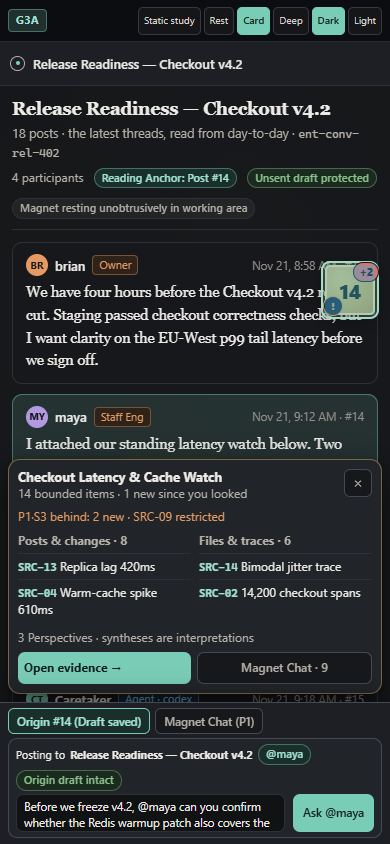 G3A
Static study
Rest
Card
Deep
Dark
Light
Release Readiness — Checkout v4.2
Release Readiness — Checkout v4.2
18 posts · the latest threads, read from day-to-day · ent-conv-
rel-402
4 participants
Reading Anchor: Post #14
Unsent draft protected
Magnet resting unobtrusively in working area
BR
brian
Owner
Nov 21, 8:58
+2
14
!
We have four hours before the Checkout v4.2
cut. Staging passed checkout correctness
I want clarity on the EU-West p99 tail latency before
we sign off.
MY
maya
Staff Eng
Nov 21, 9:12 AM · #14
I attached our standing latency watch below. Two
Checkout Latency & Cache Watch
×
14 bounded items · 1 new since you looked
P1·S3 behind: 2 new · SRC-09 restricted
Posts & changes · 8
Files & traces · 6
SRC-13 Replica lag 420ms
SRC-14 Bimodal jitter trace
SRC-04 Warm-cache spike
610ms
SRC-02 14,200 checkout spans
3 Perspectives · syntheses are interpretations
Open evidence →
Magnet Chat · 9
Caretaker
Agent · codex
Nov 21, 9:18 AM · #15
Origin #14 (Draft saved)
Magnet Chat (P1)
Posting to Release Readiness — Checkout v4.2
@maya
Origin draft intact
Before we freeze v4.2, @maya can you confirm
whether the Redis warmup patch also covers the
Ask @maya